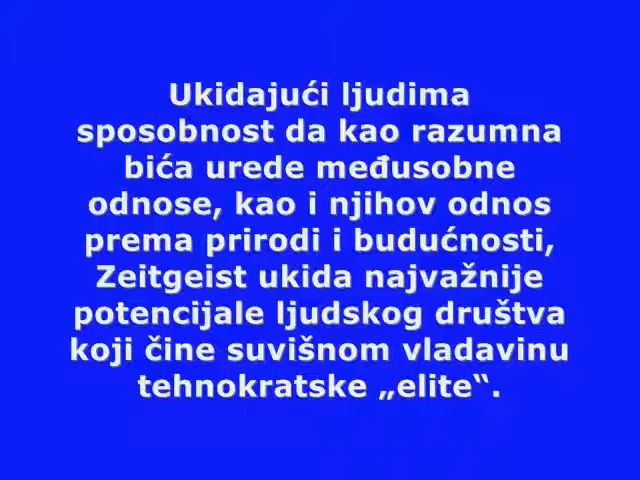 Ukidajući ljudima
sposobnost da kao razumna
bića urede međusobne
odnose, kao i njihov odnos
prema prirodi i budućnosti,
Zeitgeist ukida najvažnije
potencijale ljudskog društva
koji čine suvišnom vladavinu
tehnokratske „elite“.